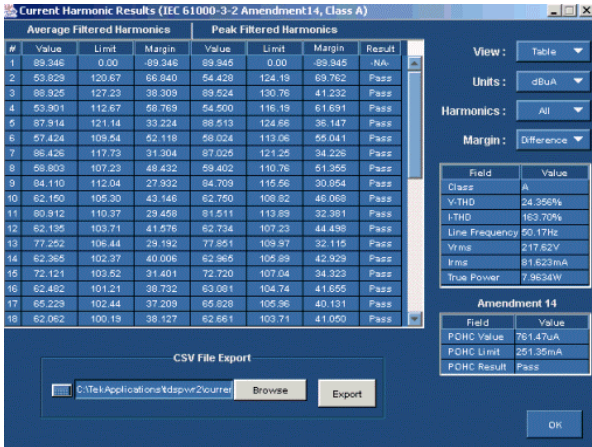 Current Harmonic Results (IEC 61000-3-2 Amendment14, Class A)
Average Filtered Harmonics Peak Filtered Harmonics
# Value Limit Margin Value Limit Margin Result
1 89.346 0.00 -89.346 89.945 0.00 -89.945 -NA-
2 53.829 120.67 66.840 54.428 124.19 69.762 Pass
3 88.925 127.23 38.309 89.524 130.76 41.232 Pass
4 53.901 112.67 58.769 54.500 116.19 61.691 Pass
5 87.914 121.14 33.224 88.513 124.66 36.147 Pass
6 57.424 109.54 52.118 58.024 113.06 55.041 Pass
7 86.426 117.73 31.304 87.025 121.25 34.226 Pass
8 58.803 107.23 48.432 59.402 110.76 51.355 Pass
9 84.110 112.04 27.932 84.709 115.56 30.854 Pass
10 62.150 105.30 43.146 62.750 108.82 46.068 Pass
11 80.912 110.37 29.458 81.511 113.89 32.381 Pass
12 62.135 103.71 41.576 62.734 107.23 44.498 Pass
13 77.252 106.44 29.192 77.851 109.97 32.115 Pass
14 62.365 102.37 40.006 62.965 105.89 42.929 Pass
15 72.121 103.52 31.401 72.720 107.04 34.323 Pass
16 62.482 101.21 38.732 63.081 104.74 41.655 Pass
17 65.229 102.44 37.209 65.828 105.96 40.131 Pass
18 62.062 100.19 38.127 62.661 103.71 41.050 Pass
View : Table
Units : dBuA
Harmonics : All
Margin : Difference
Field Value
Class A
V-THD 24.356%
I-THD 163.70%
Line Frequency 50.17Hz
Vrms 217.62V
Irms 81.623mA
True Power 7.9634W
Amendment 14
Field Value
POHC Value 761.47uA
POHC Limit 251.35mA
POHC Result Pass
CSV File Export
C:\TekApplications\tdspwr2\currer
Browse
Export
OK